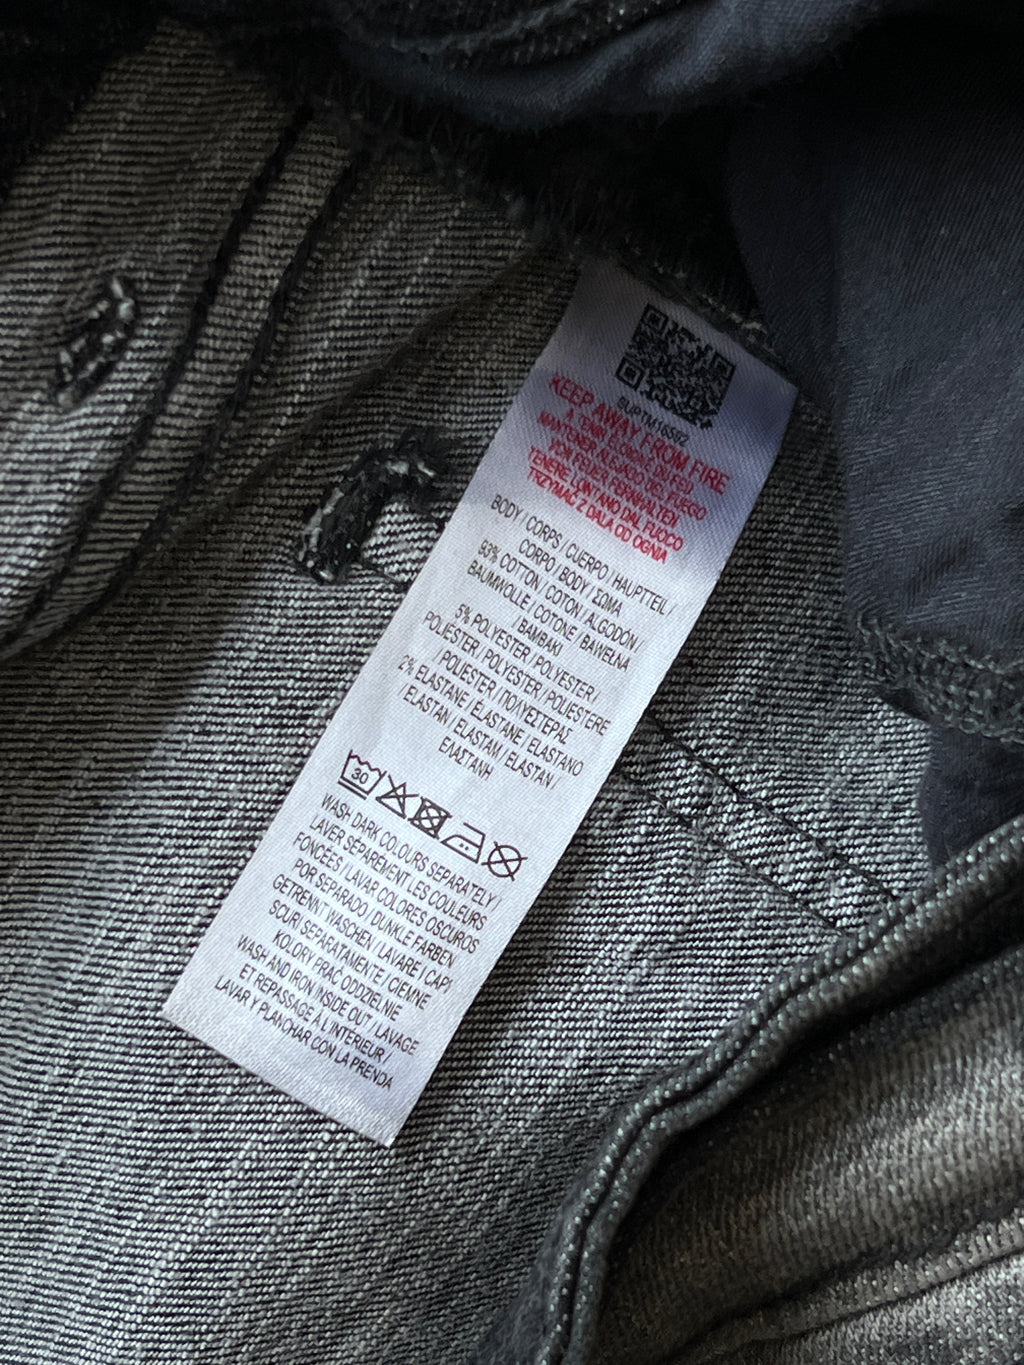 KEEP AWAY FROM FIRE
MANTENER ALEJADO DEL FUEGO
VON FEUER FERNHALTEN
TENERE LONTANO DAL FUOCO
TRZYMAĆ Z DALA OD OGNIA
BODY / CORPS / CUERPO / HAUPTTEIL /
CORPO / BODY / ΣΩΜΑ
93% COTTON / COTON / ALGODÓN /
BAUMWOLLE / COTONE / BAWEŁNA
/ ΒΑΜΒΑΚΙ
5% POLYESTER / POLYESTER /
POLIÉSTER / POLYESTER / POLIESTERE
/ POLIESTER / ΠΟΛΥΕΣΤΕΡΑΣ
2% ELASTANE / ÉLASTANE / ELASTANO
/ ELASTAN / ELASTAM / ELASTAN /
ΕΛΑΣΤΑΝΗ
30
WASH DARK COLOURS SEPARATELY /
LAVER SÉPARÉMENT LES COULEURS
FONCÉES / LAVAR COLORES OSCUROS
POR SEPARADO / DUNKLE FARBEN
GETRENNT WASCHEN / LAVARE I CAPI
SCURI SEPARATAMENTE / CIEMNE
KOLORY PRAĆ ODDZIELNIE
WASH AND IRON INSIDE OUT / LAVAGE
ET REPASSAGE À L'INTÉRIEUR /
LAVAR Y PLANCHAR CON LA PRENDA